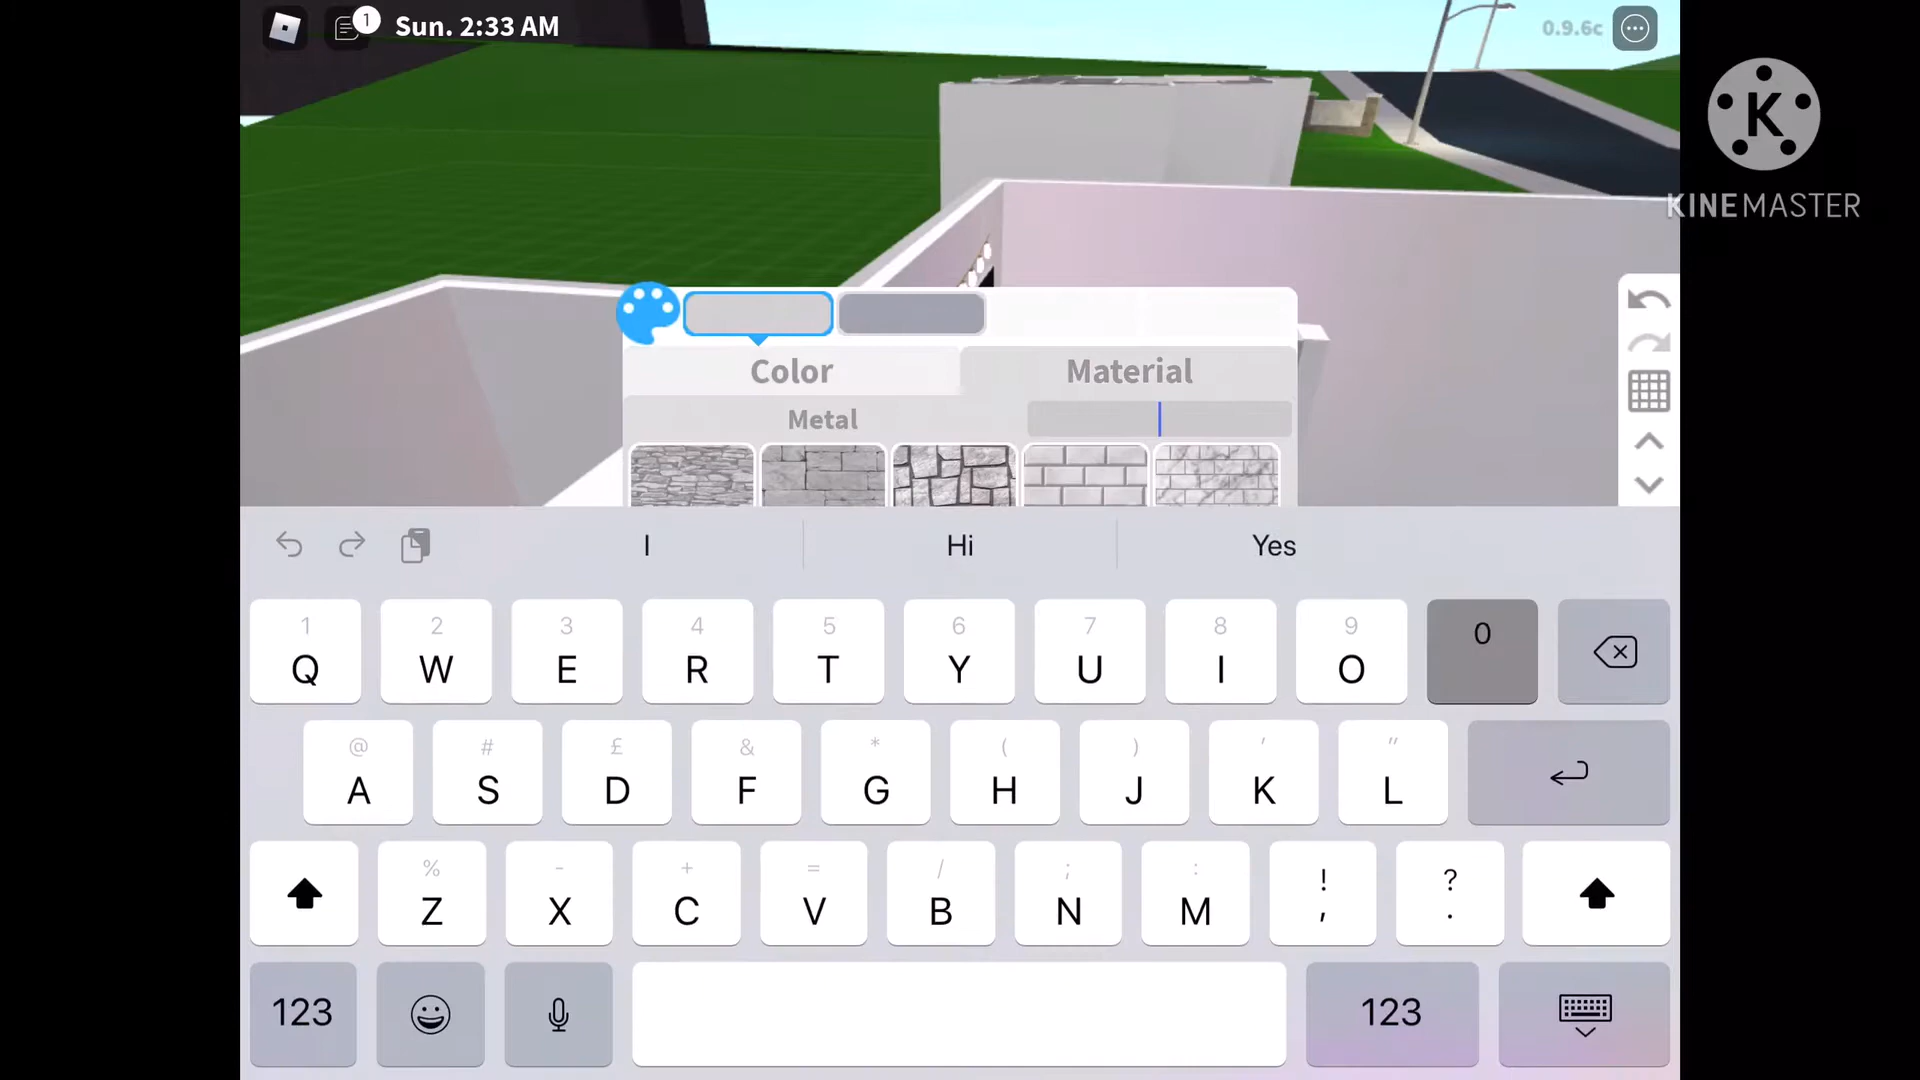 1
Sun. 2:33 AM
0.9.6c
K
KINEMASTER
Color
Material
Metal
I
Hi
Yes
1 2 3 4 5 6 7 8 9 0
Q W E R T Y U I O
@ # £ & * ( ) ' "
A S D F G H J K L
% - + = / ; : ! ?
Z X C V B N M , .
123
123